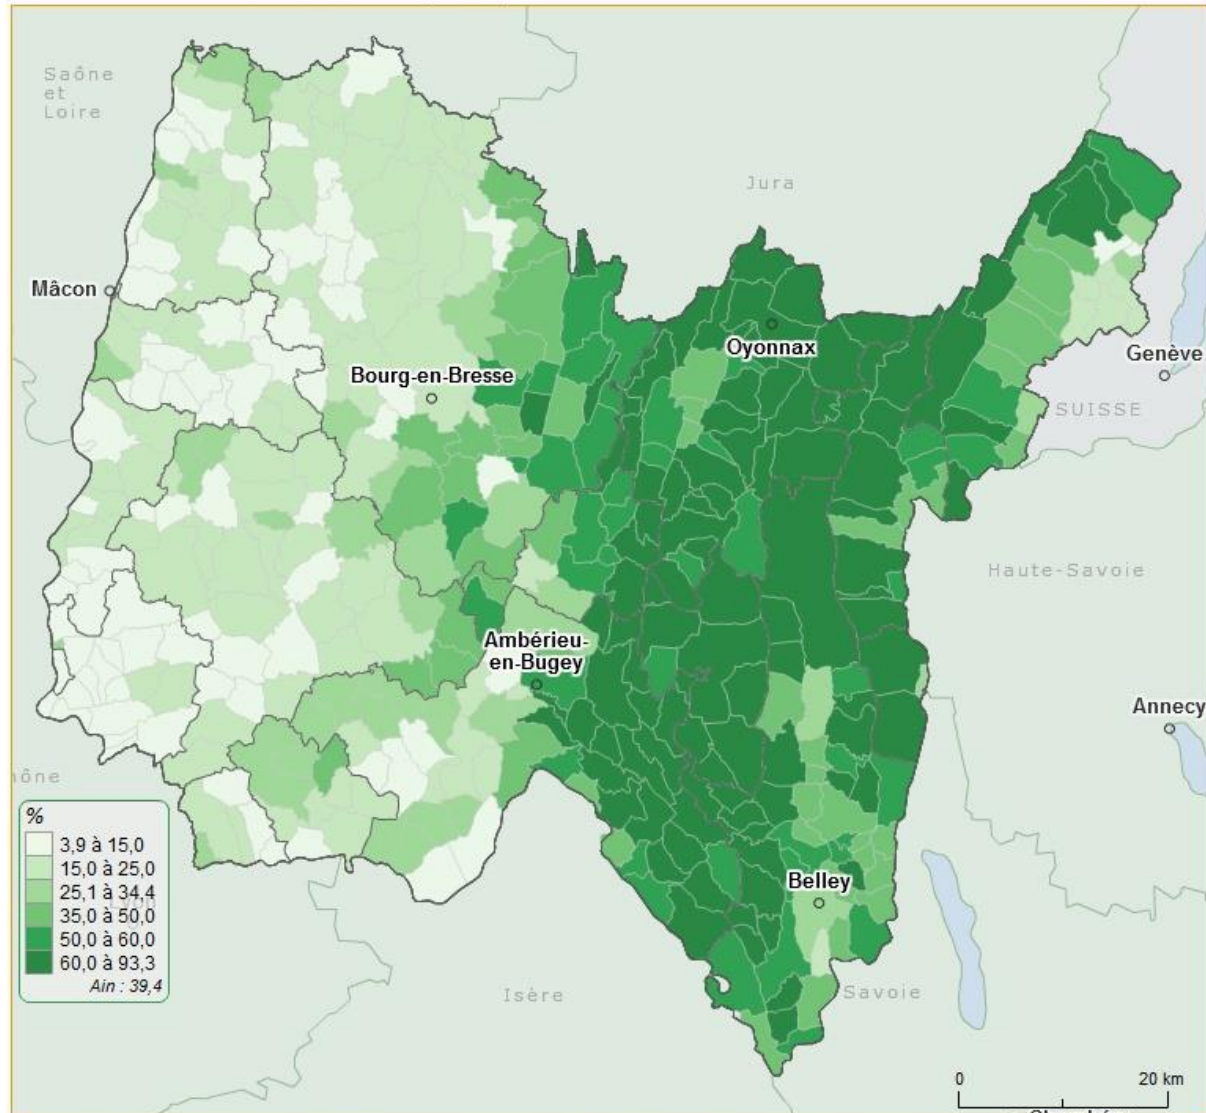 Saône
et
Loire
Jura
Mâcon
Oyonnax
Bourg-en-Bresse
Genève
SUISSE
Haute-Savoie
Ambérieu-
en-Bugey
Annecy
hône
%
3,9 à 15,0
15,0 à 25,0
25,1 à 34,4
35,0 à 50,0
50,0 à 60,0
60,0 à 93,3
Ain : 39,4
Lyon
Belley
Isère
Savoie
0 20 km